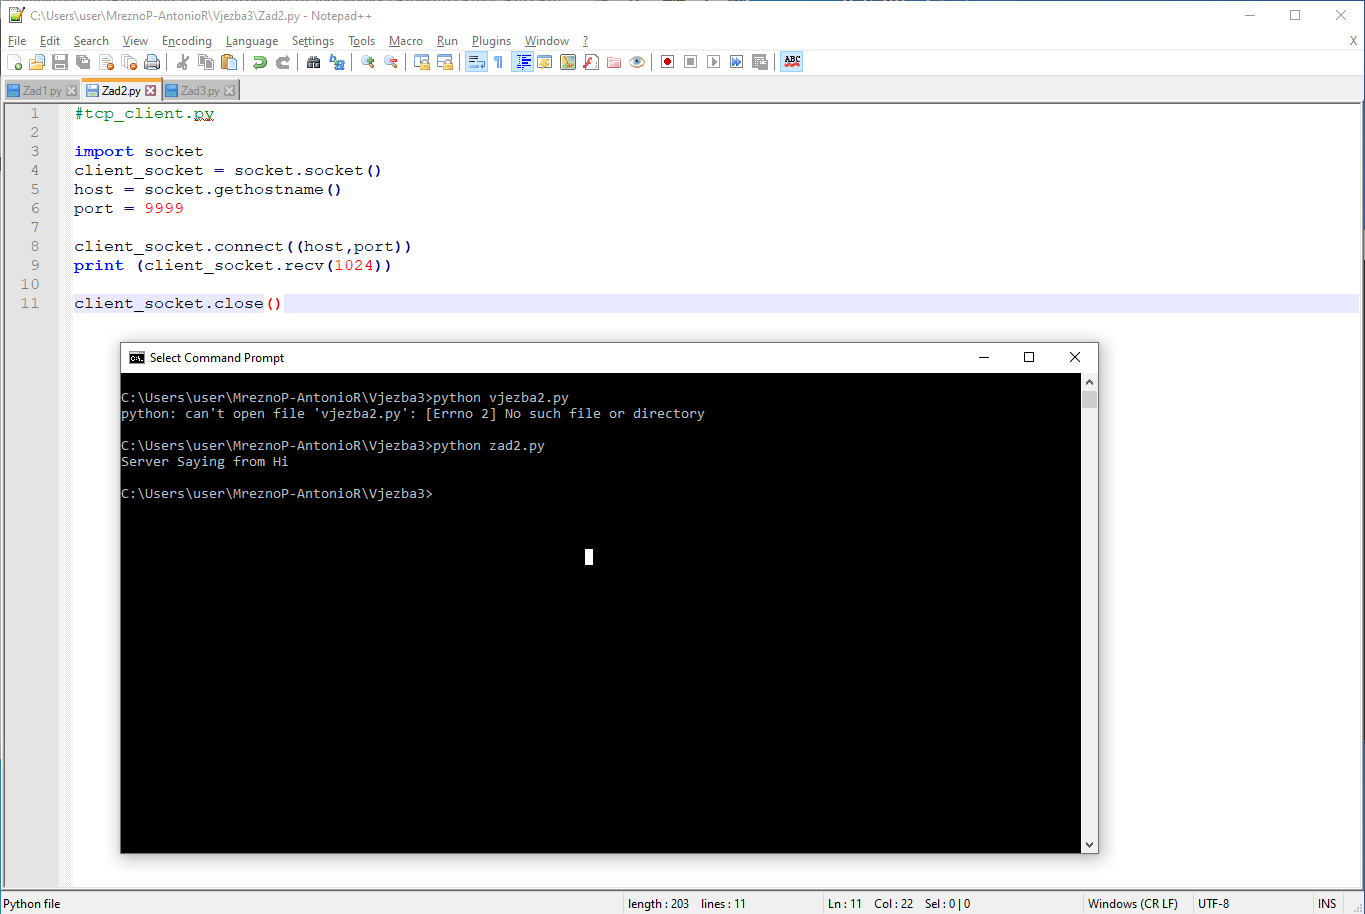 C:\Users\user\MreznoP-AntonioR\Vjezba3\Zad2.py - Notepad++
File Edit Search View Encoding Language Settings Tools Macro Run Plugins Window ? X
ABC
Zad1.py Zad2.py Zad3.py
1 #tcp_client.py
2
3 import socket
4 client_socket = socket.socket()
5 host = socket.gethostname()
6 port = 9999
7
8 client_socket.connect((host,port))
9 print (client_socket.recv(1024))
10
11 client_socket.close()
Select Command Prompt
C:\Users\user\MreznoP-AntonioR\Vjezba3>python vjezba2.py
python: can't open file 'vjezba2.py': [Errno 2] No such file or directory
C:\Users\user\MreznoP-AntonioR\Vjezba3>python zad2.py
Server Saying from Hi
C:\Users\user\MreznoP-AntonioR\Vjezba3>
Python file length : 203 lines : 11 Ln : 11 Col : 22 Sel : 0 | 0 Windows (CR LF) UTF-8 INS